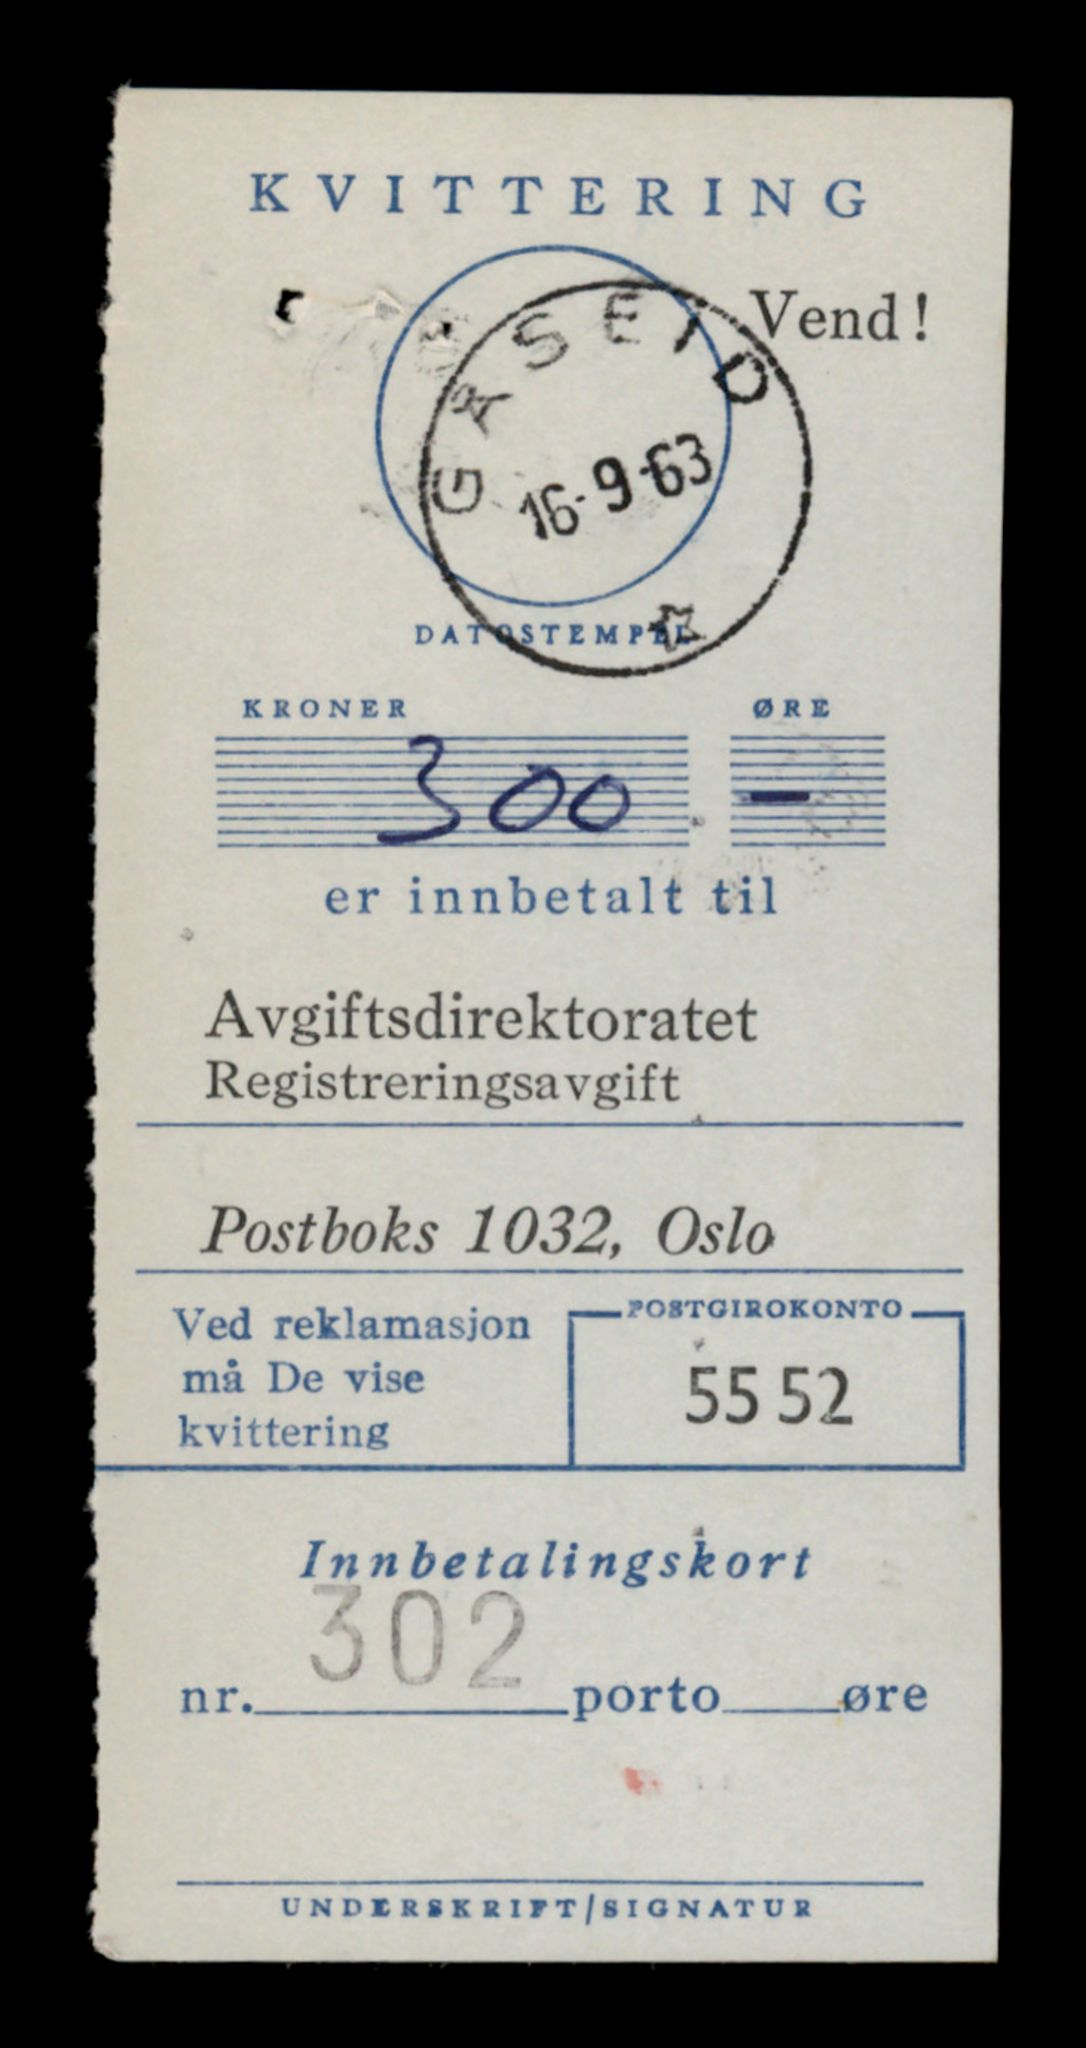 KVITTERING
Vend!
GÅSEID
16-9-63
DATOSTEMPEL
KRONER ØRE
300 —
er innbetalt til
Avgiftsdirektoratet
Registreringsavgift
Postboks 1032, Oslo
Ved reklamasjon
må De vise
kvittering
POSTGIROKONTO
55 52
Innbetalingskort
302
nr. porto øre
UNDERSKRIFT/SIGNATUR